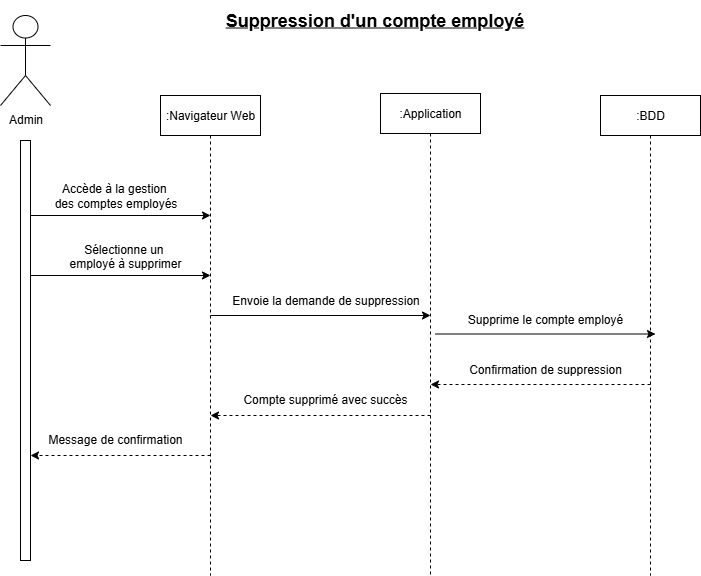 Suppression d'un compte employé
Admin
:Navigateur Web
:Application
:BDD
Accède à la gestion
des comptes employés
Sélectionne un
employé à supprimer
Envoie la demande de suppression
Supprime le compte employé
Confirmation de suppression
Compte supprimé avec succès
Message de confirmation